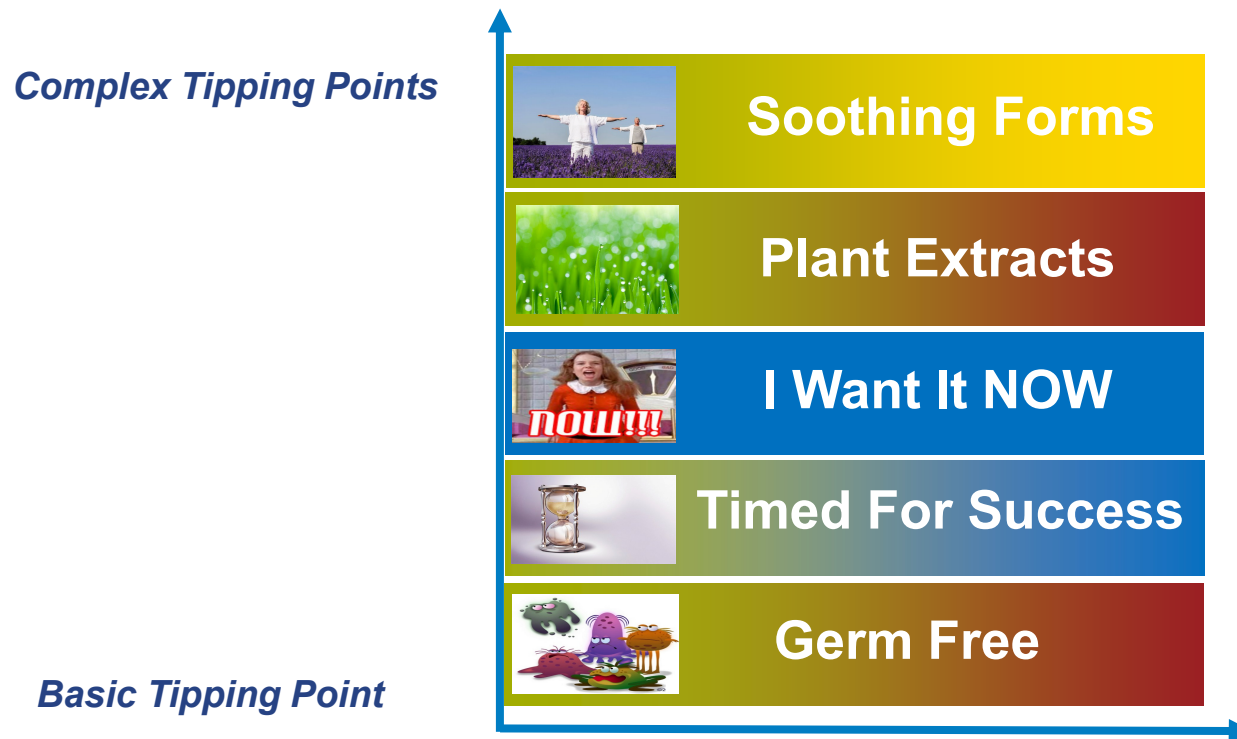 Complex Tipping Points
Soothing Forms
Plant Extracts
I Want It NOW
NOW!!!
Timed For Success
Germ Free
Basic Tipping Point